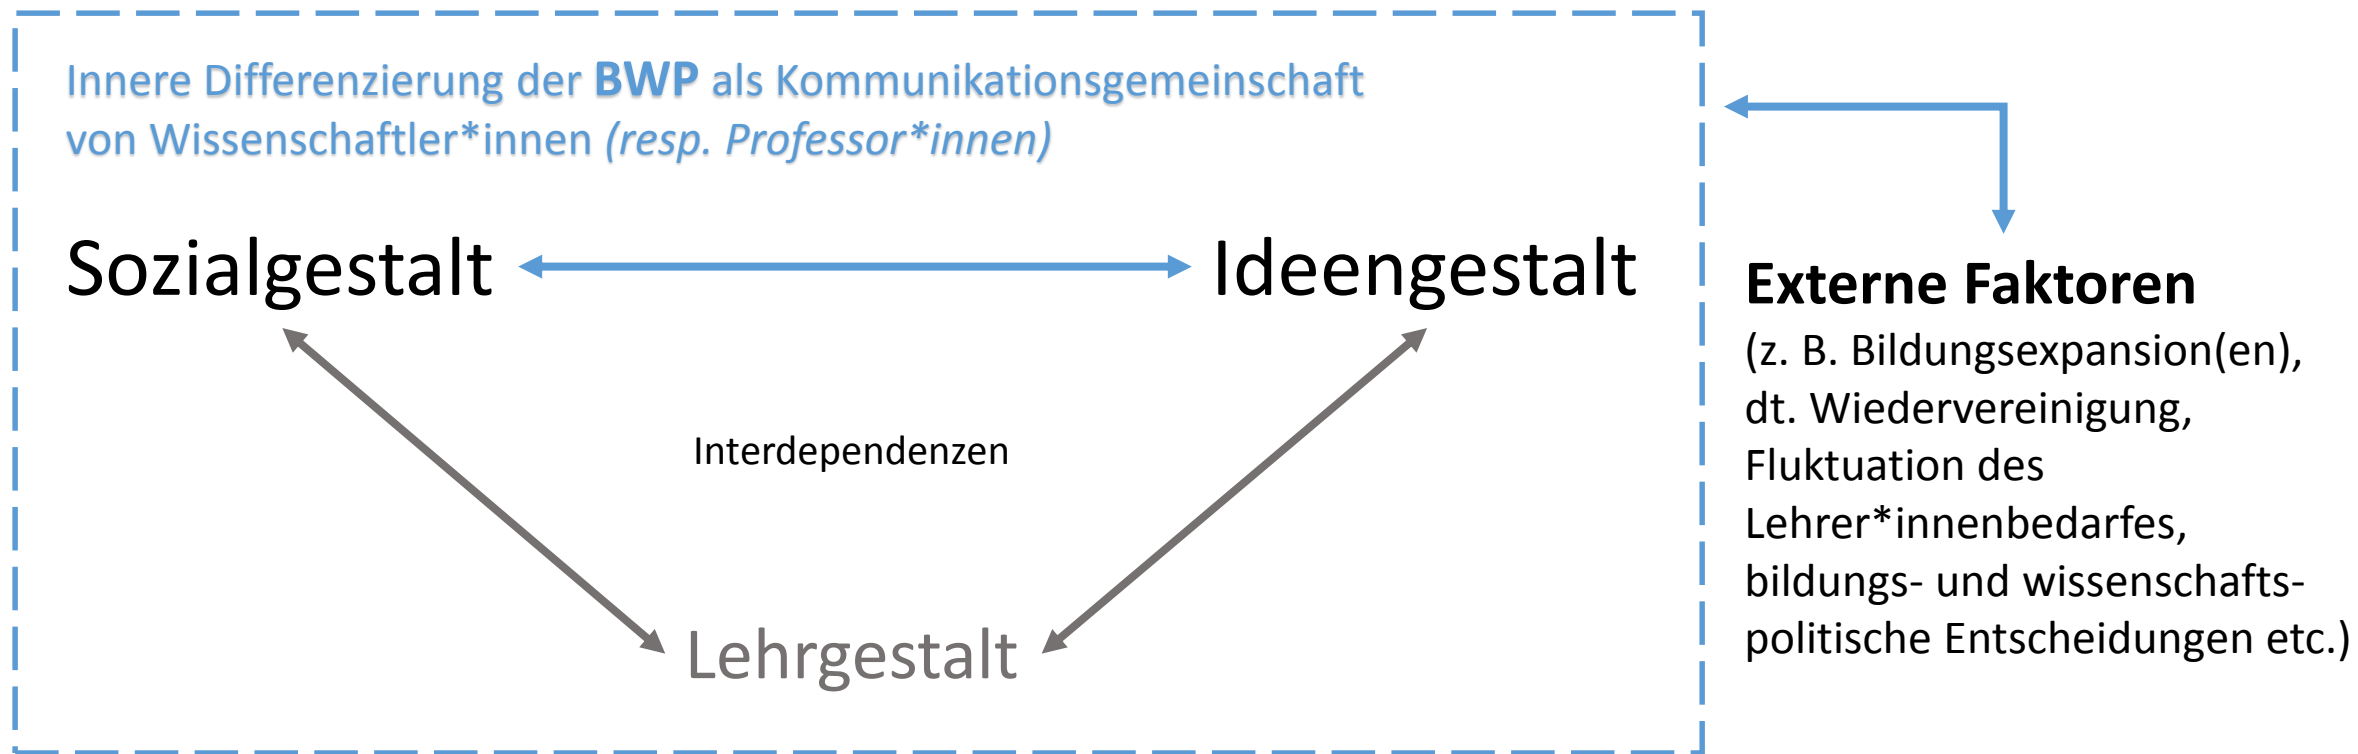 Innere Differenzierung der BWP als Kommunikationsgemeinschaft
von Wissenschaftler*innen (resp. Professor*innen)
Sozialgestalt
Ideengestalt
Interdependenzen
Lehrgestalt
Externe Faktoren
(z. B. Bildungsexpansion(en),
dt. Wiedervereinigung,
Fluktuation des
Lehrer*innenbedarfes,
bildungs- und wissenschafts-
politische Entscheidungen etc.)